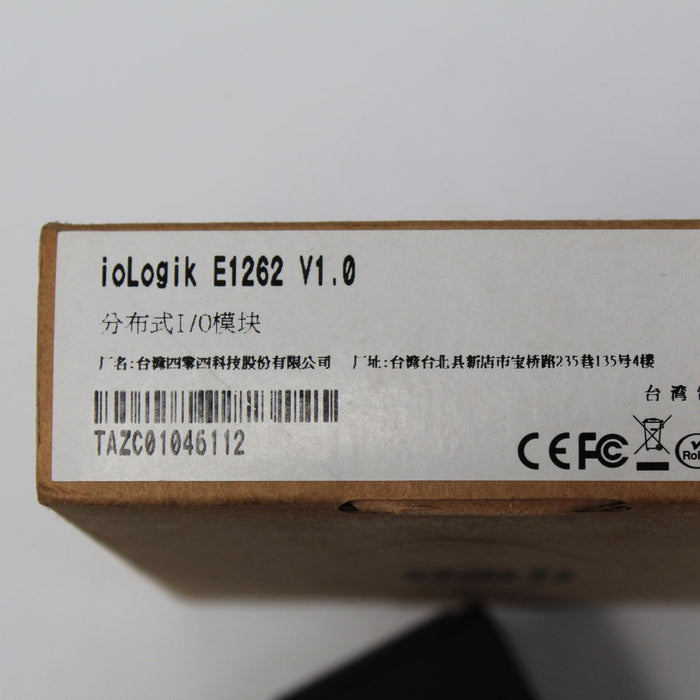 ioLogik E1262 V1.0
分布式I/O模块
厂名:台灣四零四科技股份有限公司 厂址:台灣台北县新店市宝桥路235巷135号4楼
台 湾
TAZC01046112
CE FC RoH